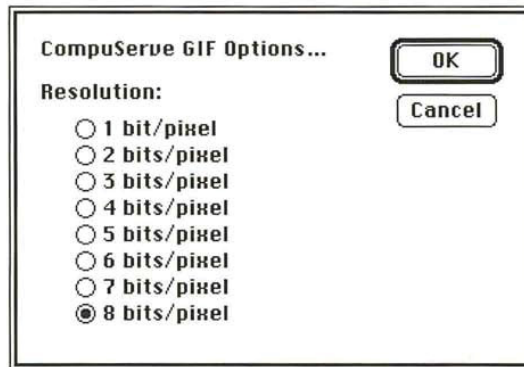 CompuServe GIF Options...
OK
Cancel
Resolution:
1 bit/pixel
2 bits/pixel
3 bits/pixel
4 bits/pixel
5 bits/pixel
6 bits/pixel
7 bits/pixel
8 bits/pixel